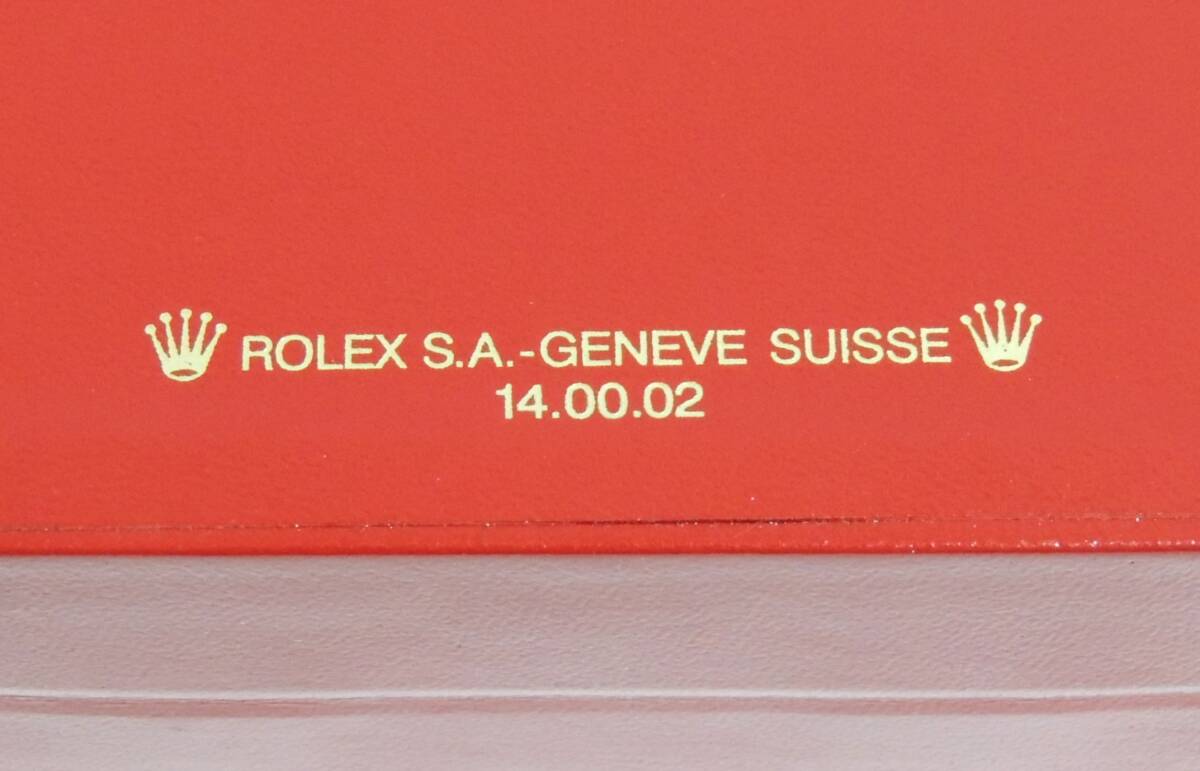 ROLEX S.A.-GENEVE SUISSE
14.00.02